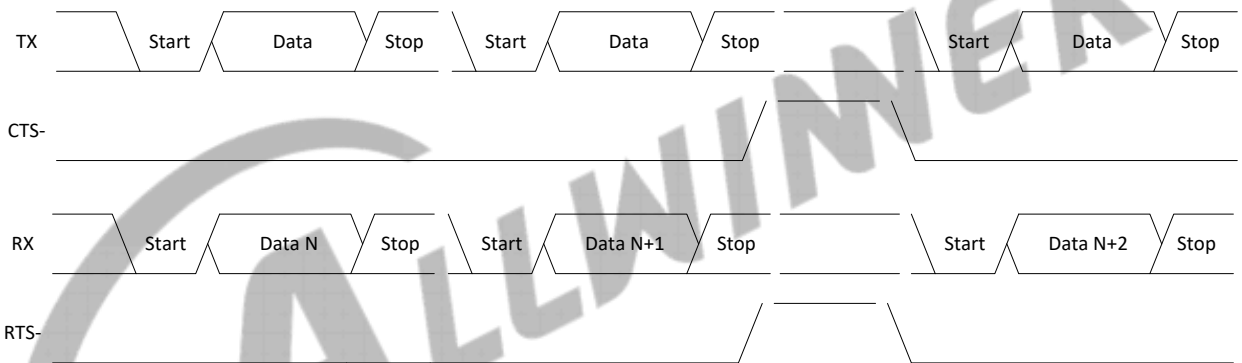 TX Start Data Stop Start Data Stop Start Data Stop
CTS-
RX Start Data N Stop Start Data N+1 Stop Start Data N+2 Stop
RTS-
ALLWINNER